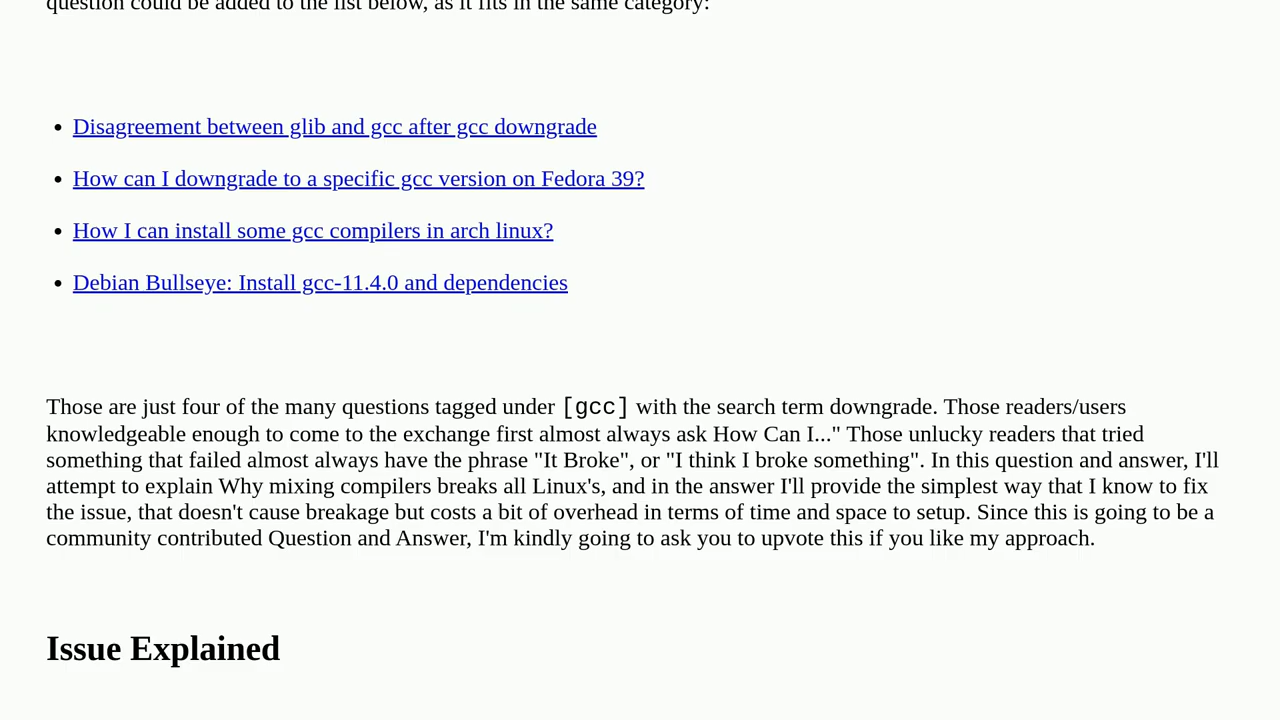 question could be added to the list below, as it fits in the same category:
• Disagreement between glib and gcc after gcc downgrade
• How can I downgrade to a specific gcc version on Fedora 39?
• How I can install some gcc compilers in arch linux?
• Debian Bullseye: Install gcc-11.4.0 and dependencies
Those are just four of the many questions tagged under [gcc] with the search term downgrade. Those readers/users
knowledgeable enough to come to the exchange first almost always ask How Can I..." Those unlucky readers that tried
something that failed almost always have the phrase "It Broke", or "I think I broke something". In this question and answer, I'll
attempt to explain Why mixing compilers breaks all Linux's, and in the answer I'll provide the simplest way that I know to fix
the issue, that doesn't cause breakage but costs a bit of overhead in terms of time and space to setup. Since this is going to be a
community contributed Question and Answer, I'm kindly going to ask you to upvote this if you like my approach.
Issue Explained